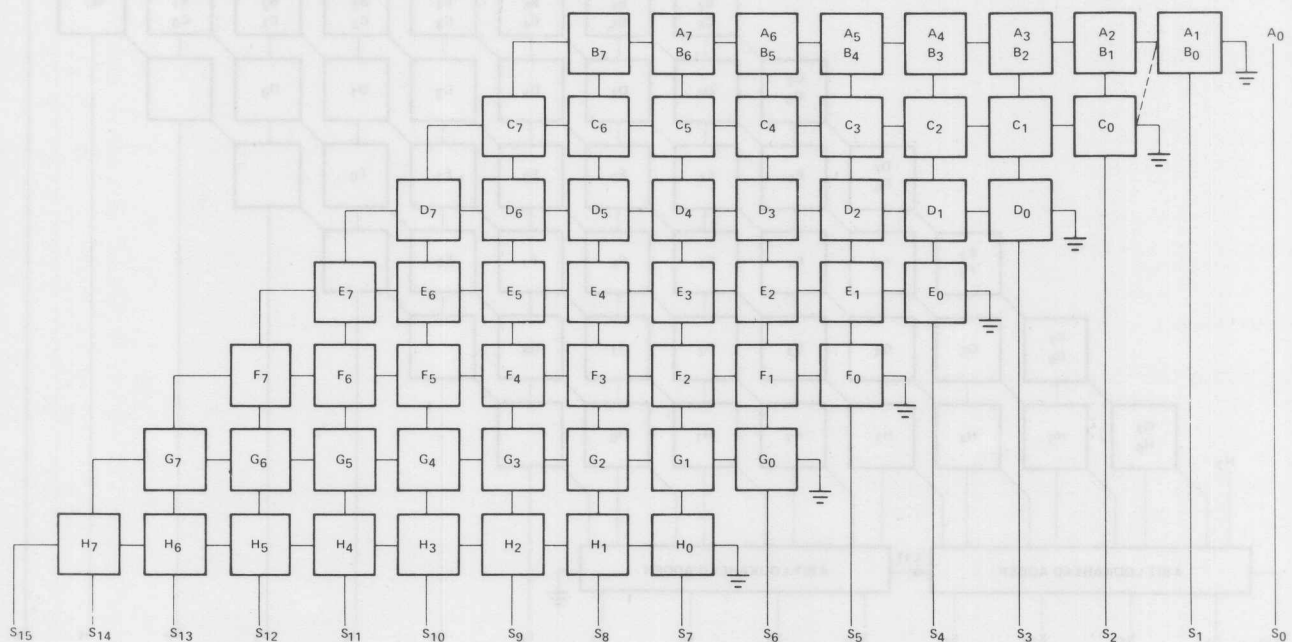 A7 A6 A5 A4 A3 A2 A1 A0
B7 B6 B5 B4 B3 B2 B1 B0
C7 C6 C5 C4 C3 C2 C1 C0
D7 D6 D5 D4 D3 D2 D1 D0
E7 E6 E5 E4 E3 E2 E1 E0
F7 F6 F5 F4 F3 F2 F1 F0
G7 G6 G5 G4 G3 G2 G1 G0
H7 H6 H5 H4 H3 H2 H1 H0
S15 S14 S13 S12 S11 S10 S9 S8 S7 S6 S5 S4 S3 S2 S1 S0